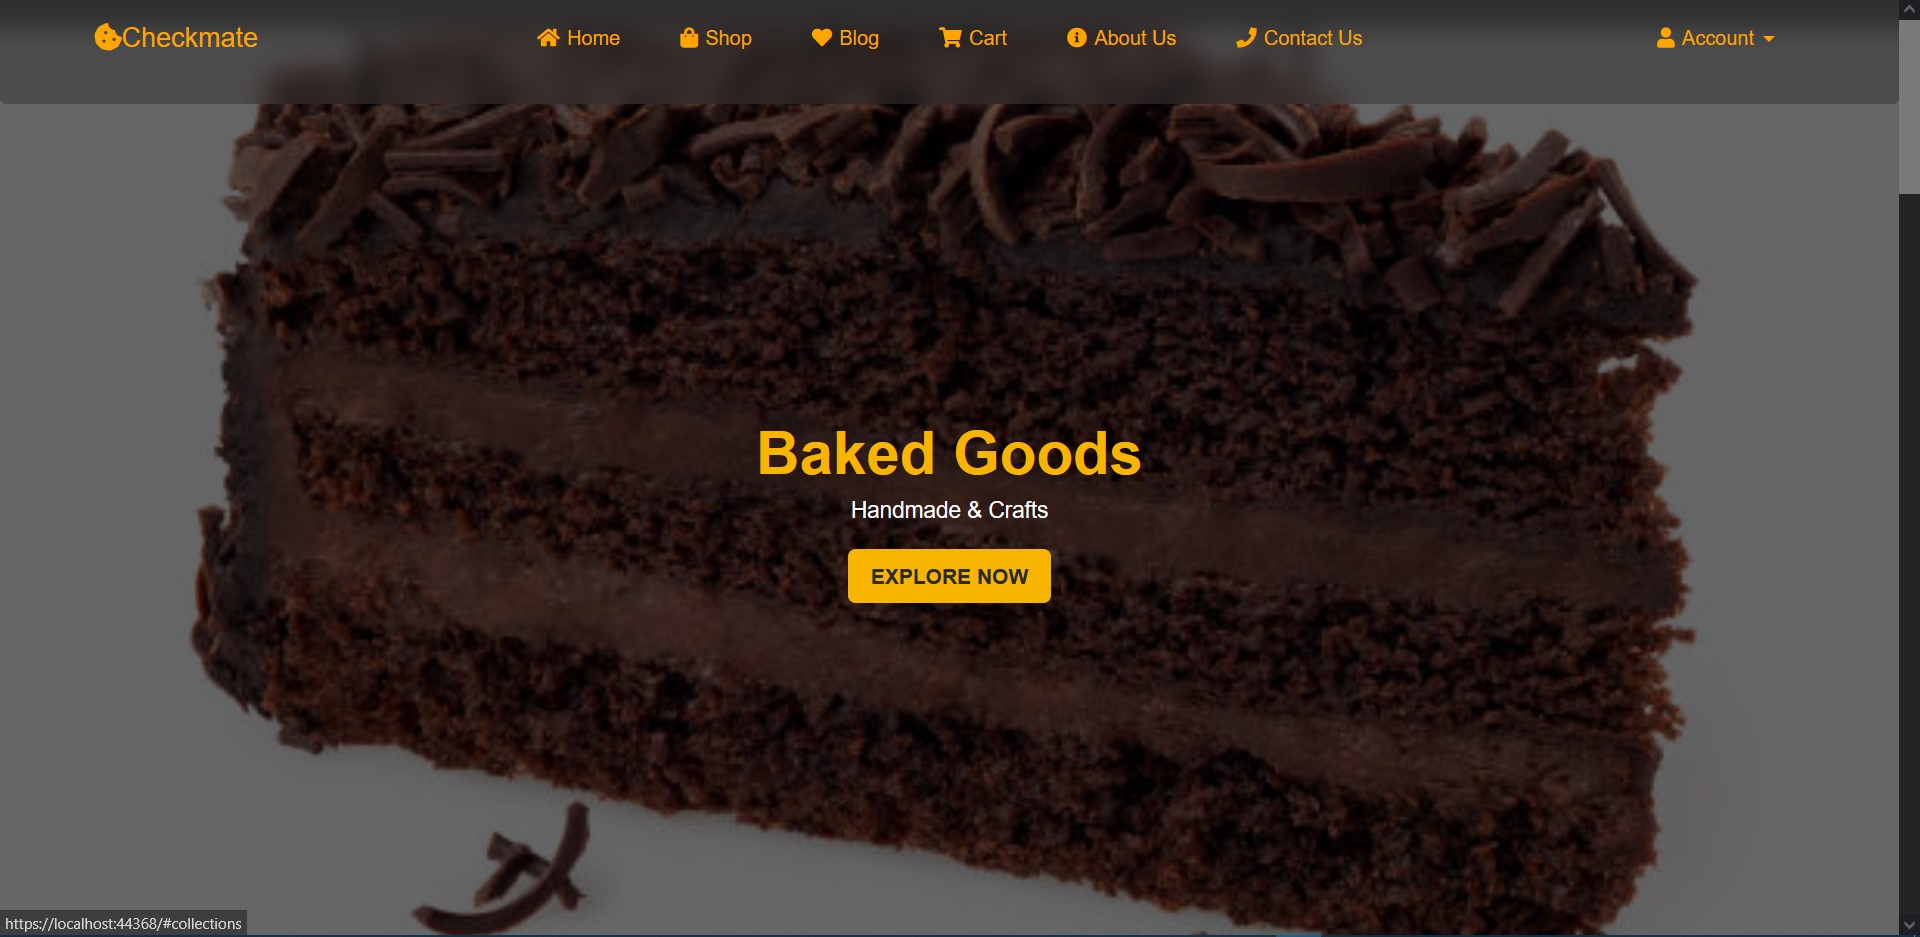 Checkmate
Home
Shop
Blog
Cart
About Us
Contact Us
Account
Baked Goods
Handmade & Crafts
EXPLORE NOW
https://localhost:44368/#collections